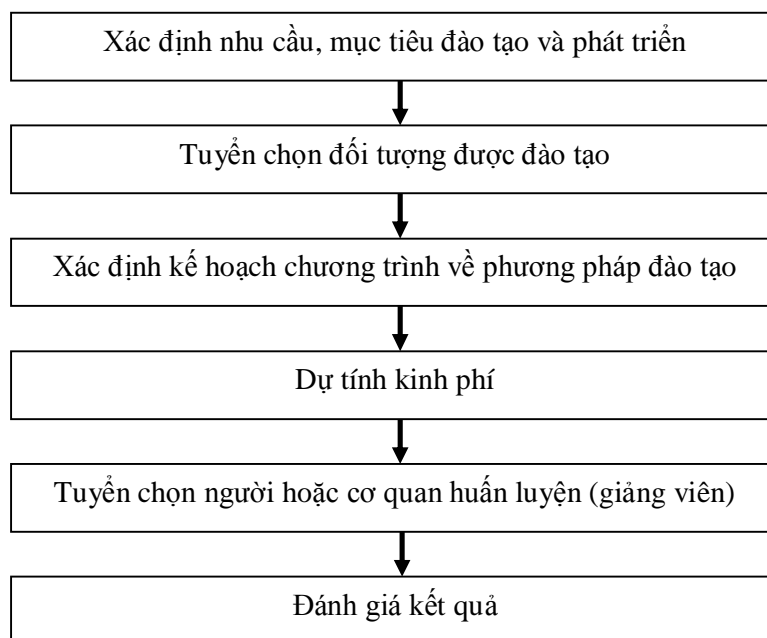 Xác định nhu cầu, mục tiêu đào tạo và phát triển
Tuyển chọn đối tượng được đào tạo
Xác định kế hoạch chương trình về phương pháp đào tạo
Dự tính kinh phí
Tuyển chọn người hoặc cơ quan huấn luyện (giảng viên)
Đánh giá kết quả